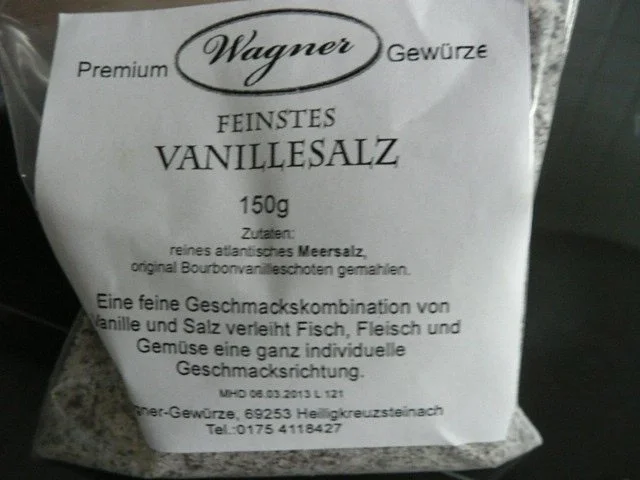 Premium Wagner Gewürze
FEINSTES
VANILLESALZ
150g
Zutaten:
reines atlantisches Meersalz,
original Bourbonvanilleschoten gemahlen.
Eine feine Geschmackskombination von
Vanille und Salz verleiht Fisch, Fleisch und
Gemüse eine ganz individuelle
Geschmacksrichtung.
MHD 06.03.2013 L 121
gner-Gewürze, 69253 Heiligkreuzsteinach
Tel.:0175 4118427